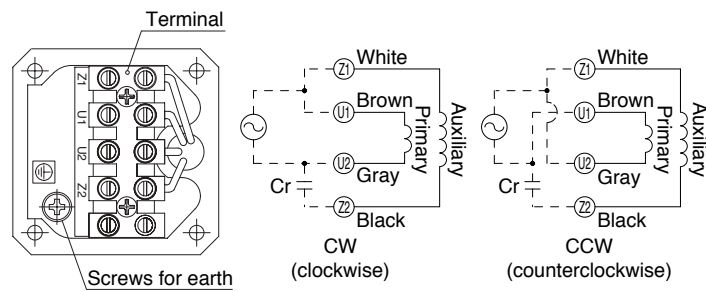 Terminal
Z1
U1
U2
Z2
Screws for earth
Z1 White
U1 Brown
Primary
Auxiliary
U2 Gray
Cr
Z2 Black
CW
(clockwise)
Z1 White
U1 Brown
Primary
Auxiliary
U2 Gray
Cr
Z2 Black
CCW
(counterclockwise)